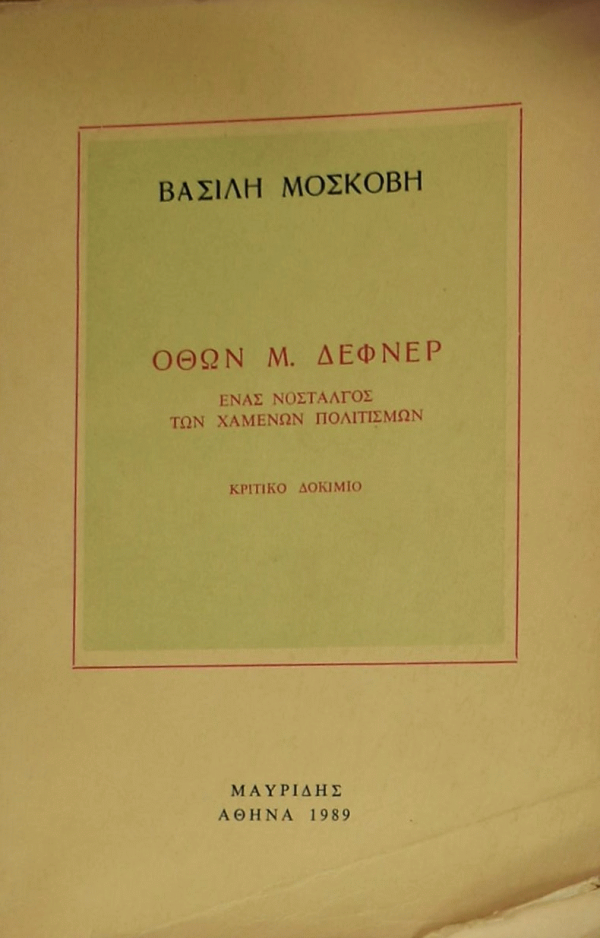 ΒΑΣΙΛΗ ΜΟΣΚΟΒΗ
ΟΘΩΝ Μ. ΔΕΦΝΕΡ
ΕΝΑΣ ΝΟΣΤΑΛΓΟΣ
ΤΩΝ ΧΑΜΕΝΩΝ ΠΟΛΙΤΙΣΜΩΝ
ΚΡΙΤΙΚΟ ΔΟΚΙΜΙΟ
ΜΑΥΡΙΔΗΣ
ΑΘΗΝΑ 1989